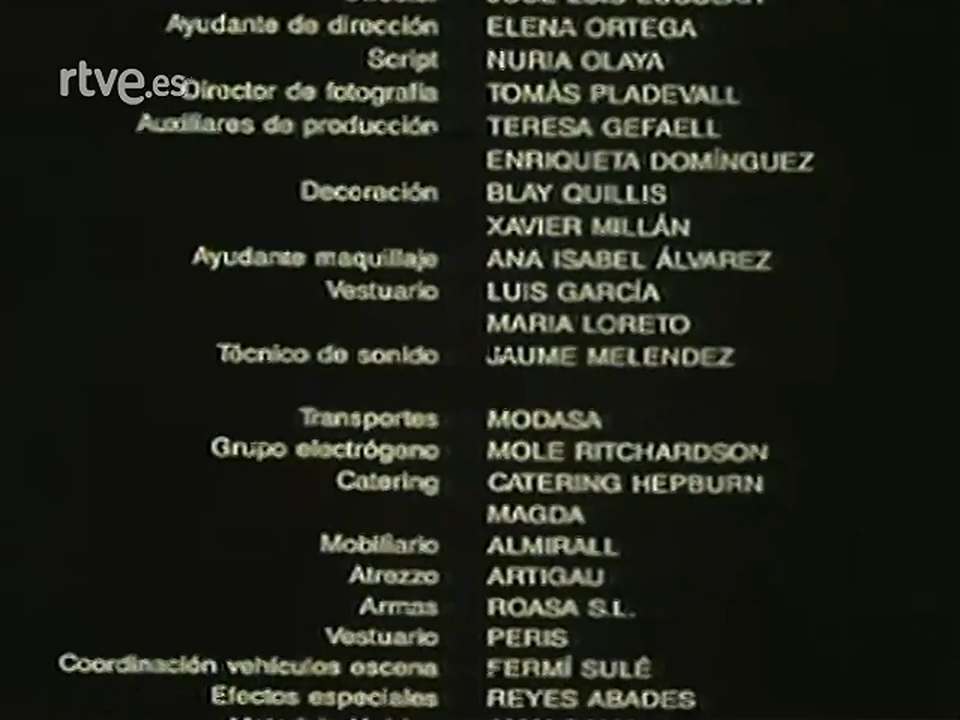 Ayudante de dirección ELENA ORTEGA
Script NURIA OLAYA
rtve.es
Director de fotografía TOMÀS PLADEVALL
Auxiliares de producción TERESA GEFAELL
ENRIQUETA DOMÍNGUEZ
Decoración BLAY QUILLIS
XAVIER MILLÁN
Ayudante maquillaje ANA ISABEL ÁLVAREZ
Vestuario LUIS GARCÍA
MARIA LORETO
Técnico de sonido JAUME MELENDEZ
Transportes MODASA
Grupo electrógeno MOLE RITCHARDSON
Catering CATERING HEPBURN
MAGDA
Mobiliario ALMIRALL
Atrezzo ARTIGAU
Armas ROASA S.L.
Vestuario PERIS
Coordinación vehículos escena FERMÍ SULÉ
Efectos especiales REYES ABADES